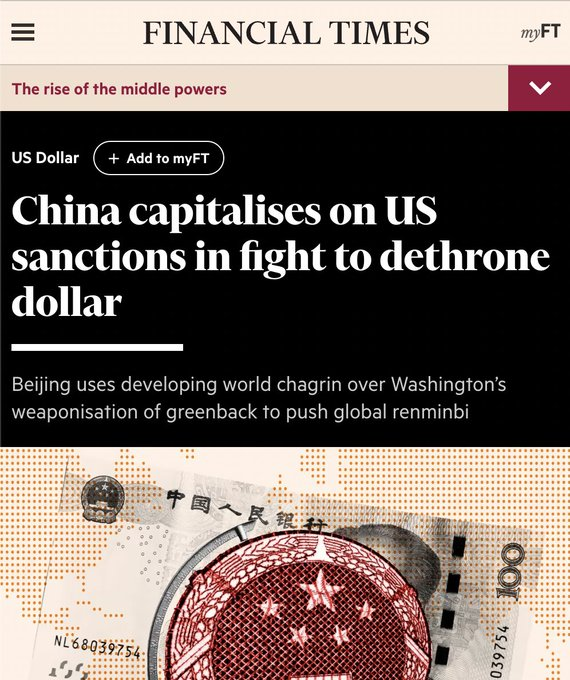 FINANCIAL TIMES
myFT
The rise of the middle powers
US Dollar
+ Add to myFT
China capitalises on US
sanctions in fight to dethrone
dollar
Beijing uses developing world chagrin over Washington's
weaponisation of greenback to push global renminbi
中国人民银行
100
NL68039754
039754